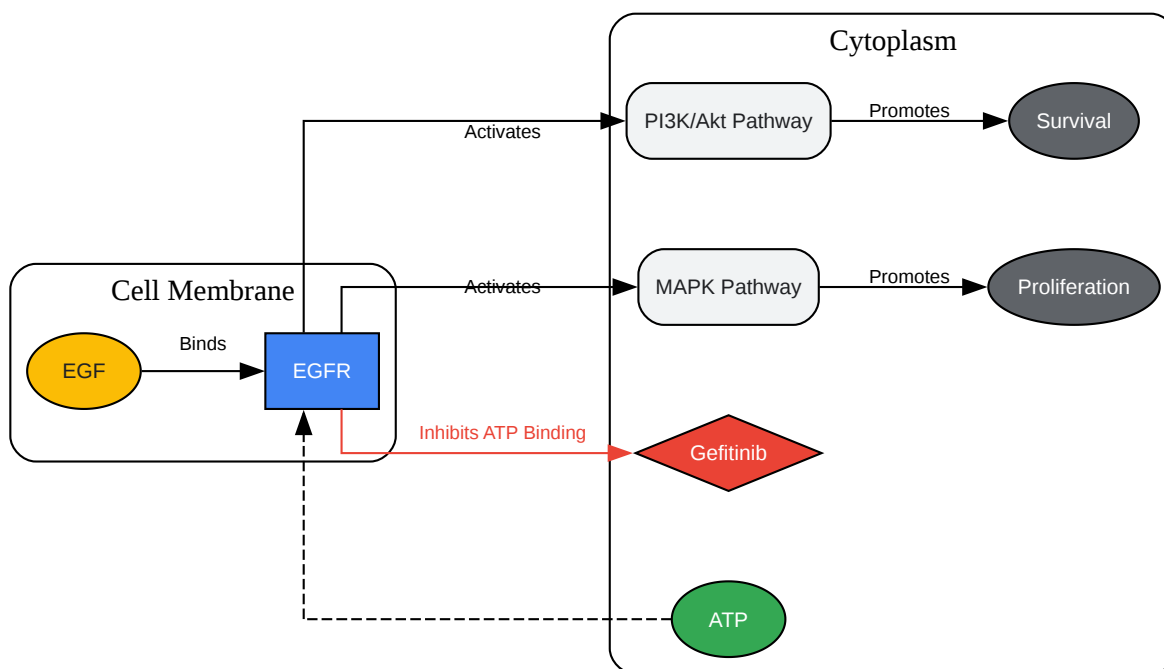 Cytoplasm
PI3K/Akt Pathway
Promotes
Survival
Activates
Cell Membrane
MAPK Pathway
Promotes
Proliferation
Activates
Binds
EGF
EGFR
Inhibits ATP Binding
Gefitinib
ATP